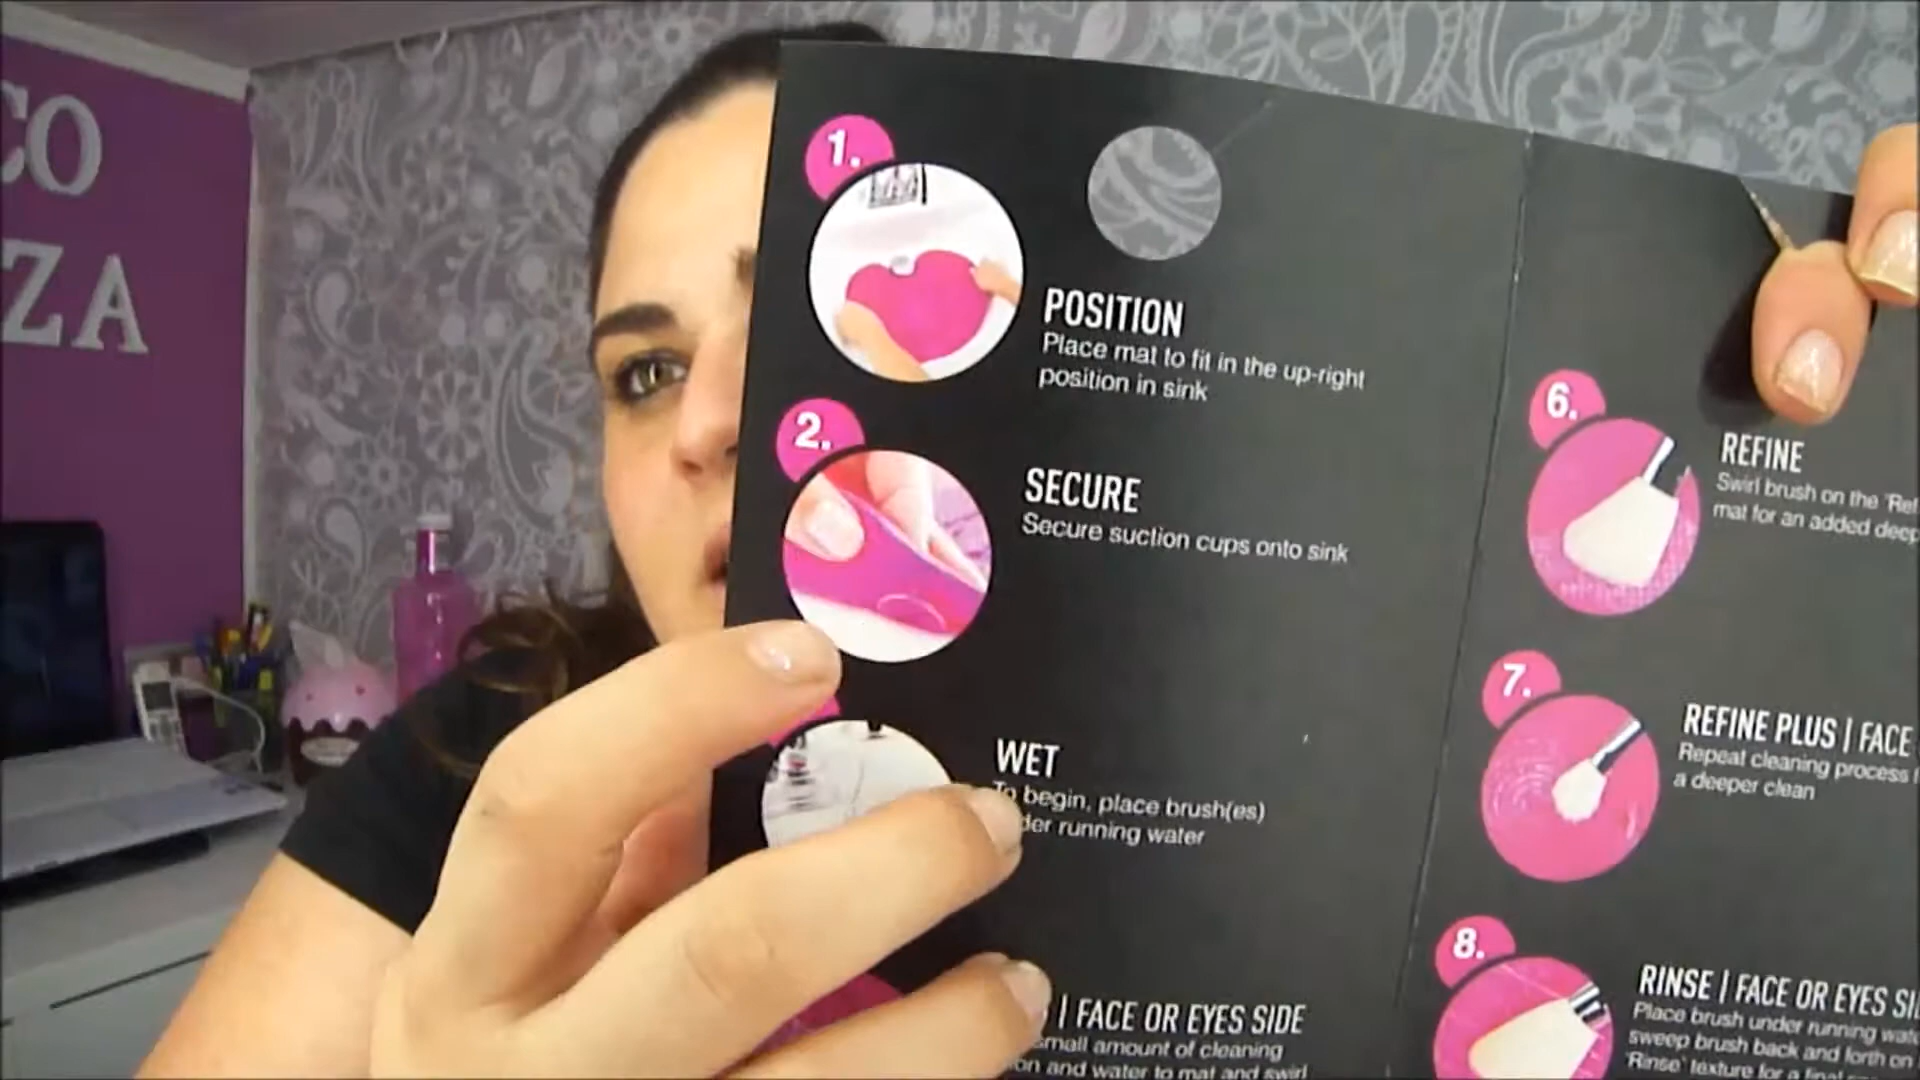 CO
ZA
1.
POSITION
Place mat to fit in the up-right
position in sink
2.
SECURE
Secure suction cups onto sink
WET
To begin, place brush(es)
running water
| FACE OR EYES SIDE
small amount of cleaning
and water to mat and swirl
6.
REFINE
Swirl brush on the
mat for an added
7.
REFINE PLUS | FACE
Repeat cleaning process
a deeper clean
8.
RINSE | FACE OR EYES
Place brush under running
sweep brush back and forth on
'Rinse' texture for a final